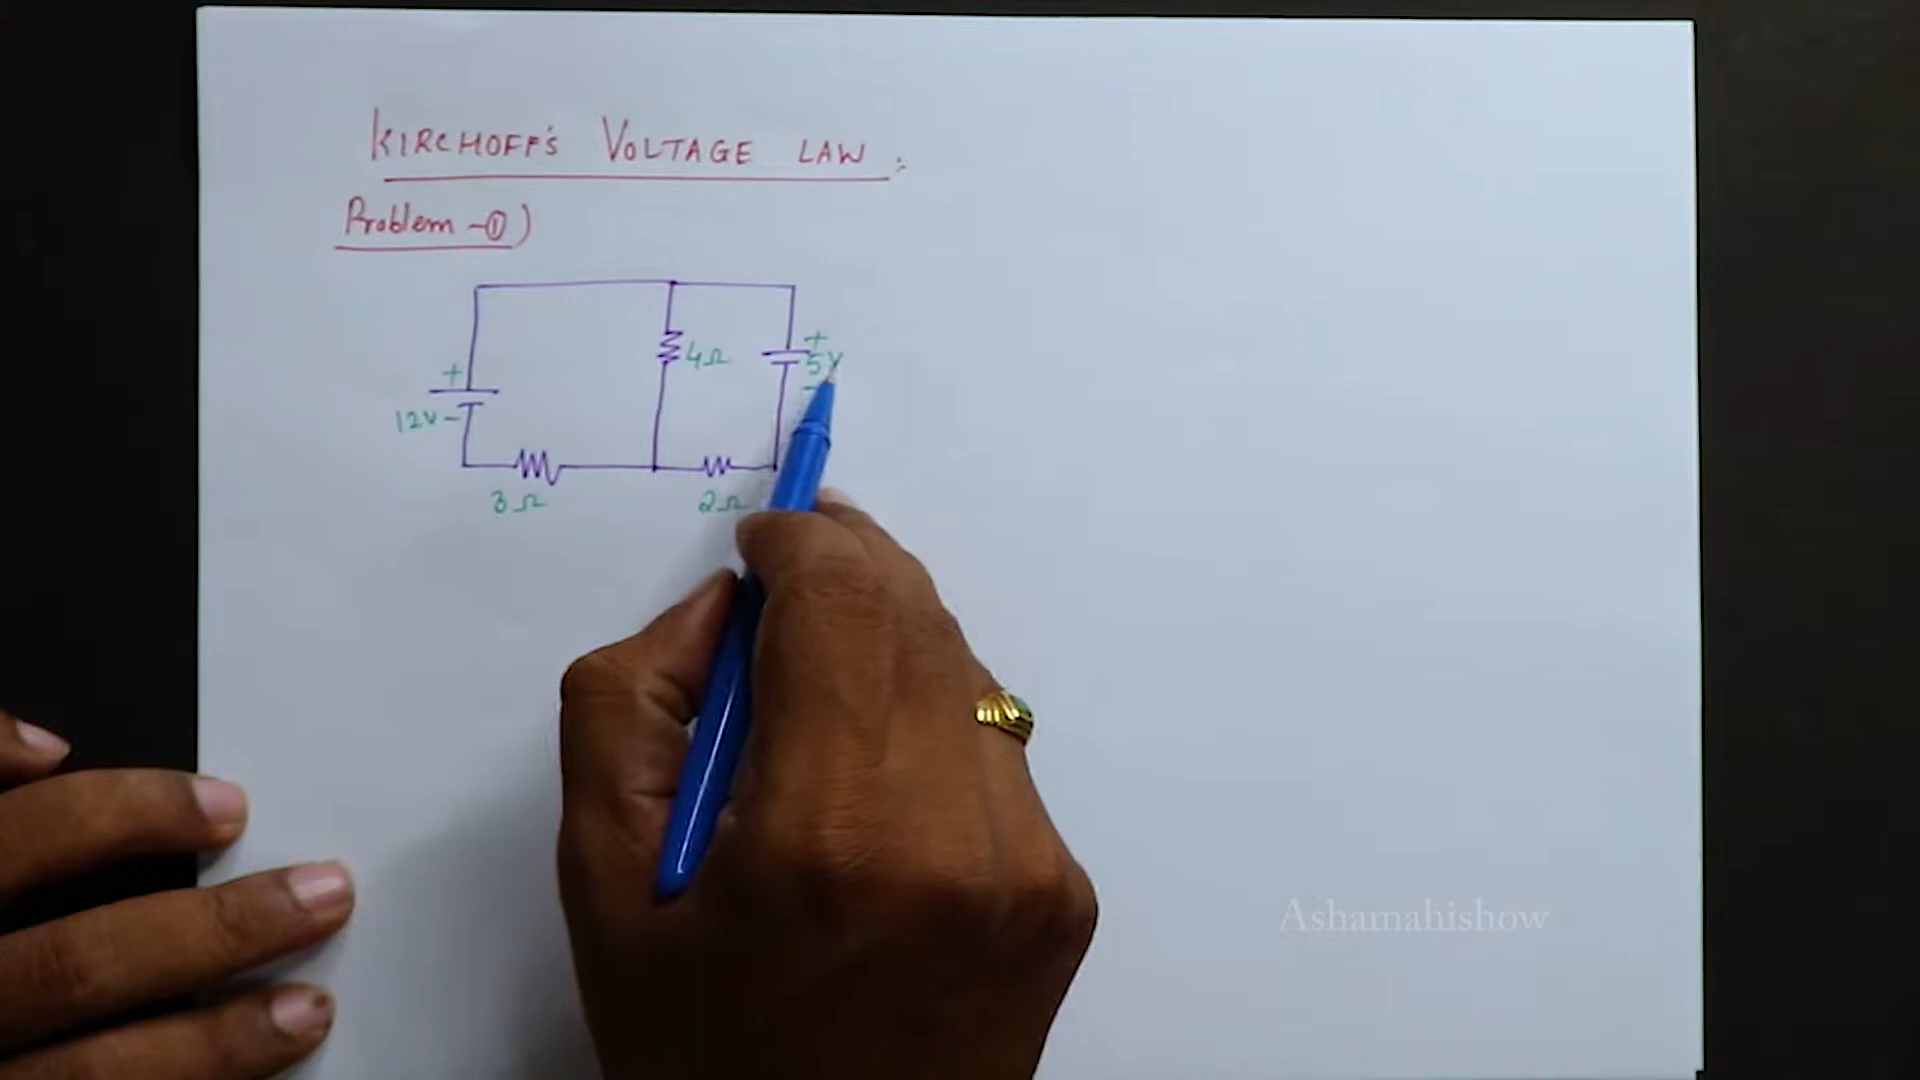 KIRCHOFF'S VOLTAGE LAW :
Problem -①)
+
4Ω
+
5V
-
12V -
3Ω
2Ω
Ashamahishow